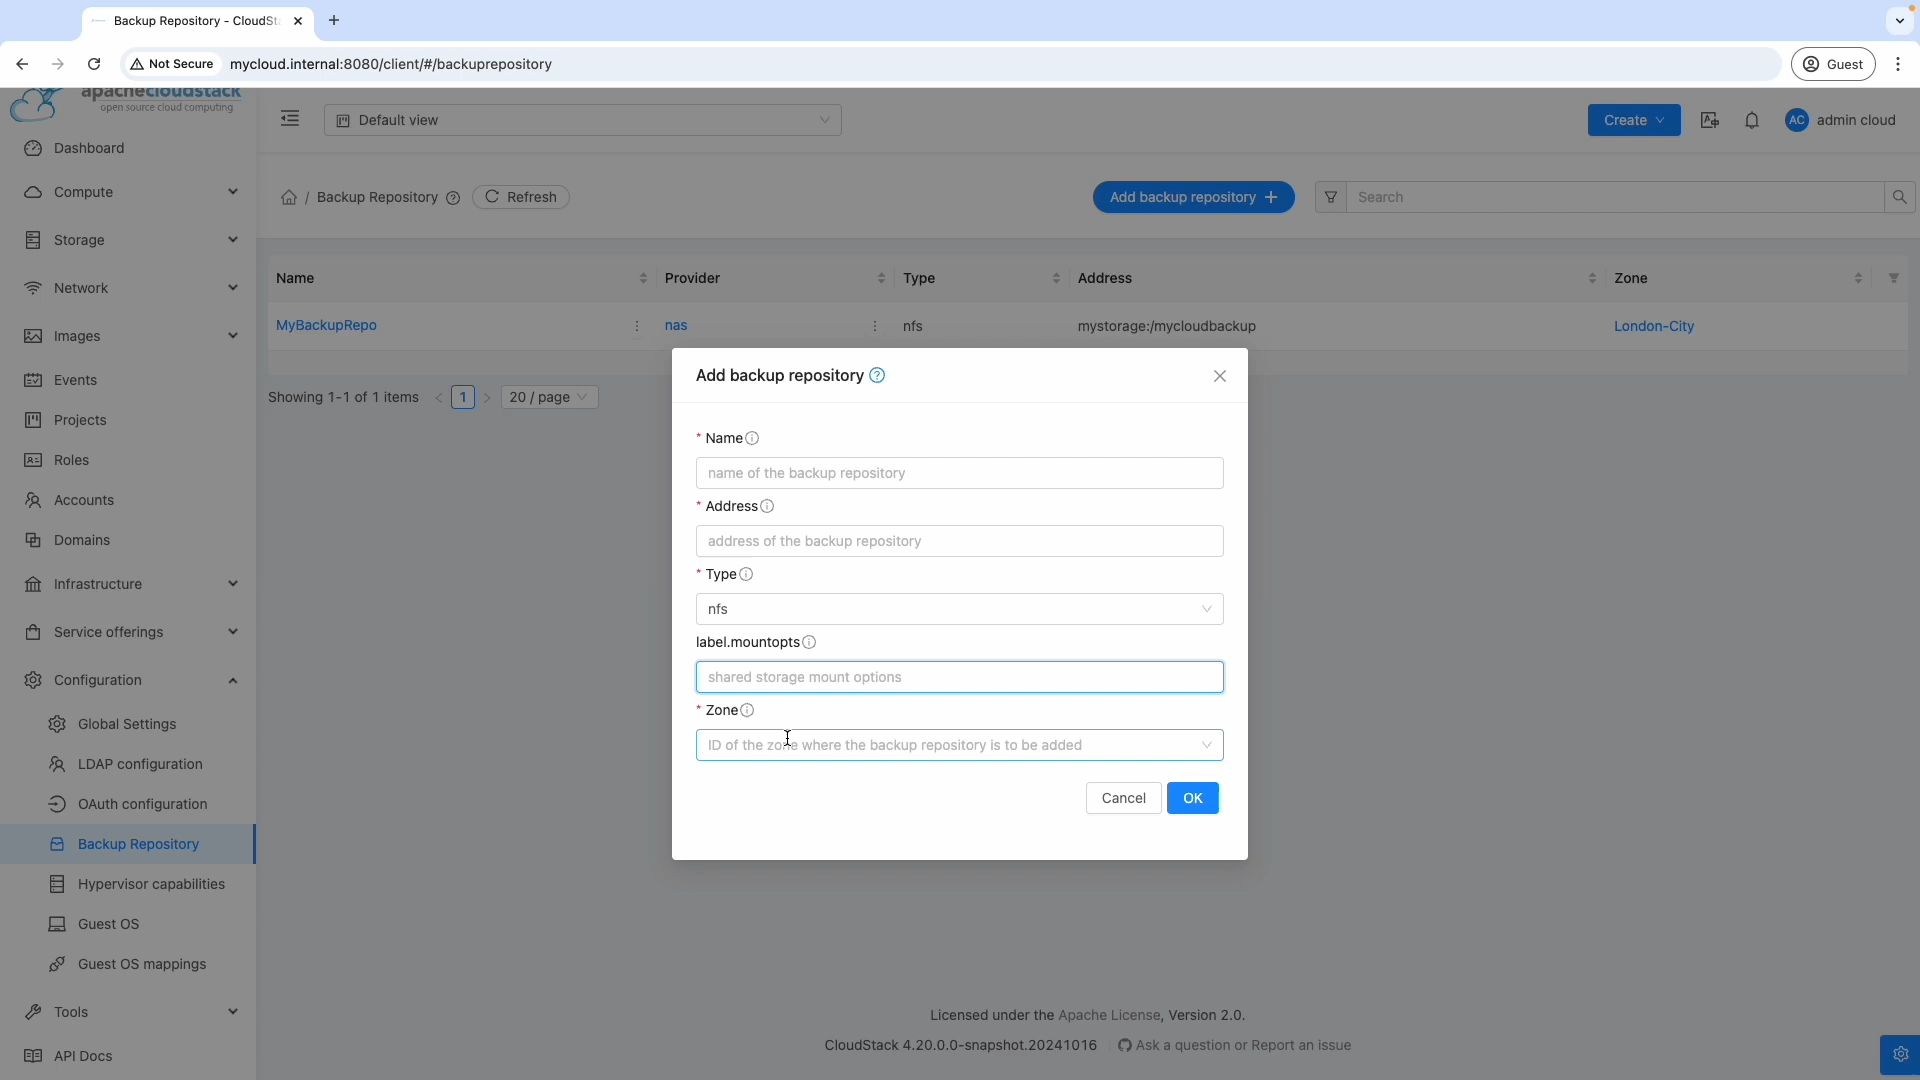 Backup Repository - CloudSt
Not Secure
mycloud.internal:8080/client/#/backuprepository
Guest
apachecloudstack
open source cloud computing
Default view
Create
AC
admin cloud
Dashboard
Compute
Storage
Network
Images
Events
Projects
Roles
Accounts
Domains
Infrastructure
Service offerings
Configuration
Global Settings
LDAP configuration
OAuth configuration
Backup Repository
Hypervisor capabilities
Guest OS
Guest OS mappings
Tools
API Docs
/ Backup Repository
Refresh
Add backup repository +
Search
Name Provider Type Address Zone
MyBackupRepo nas nfs mystorage:/mycloudbackup London-City
Showing 1-1 of 1 items < 1 > 20 / page
Add backup repository
* Name
name of the backup repository
* Address
address of the backup repository
* Type
nfs
label.mountopts
shared storage mount options
* Zone
ID of the zone where the backup repository is to be added
Cancel
OK
Licensed under the Apache License, Version 2.0.
CloudStack 4.20.0.0-snapshot.20241016
Ask a question or Report an issue